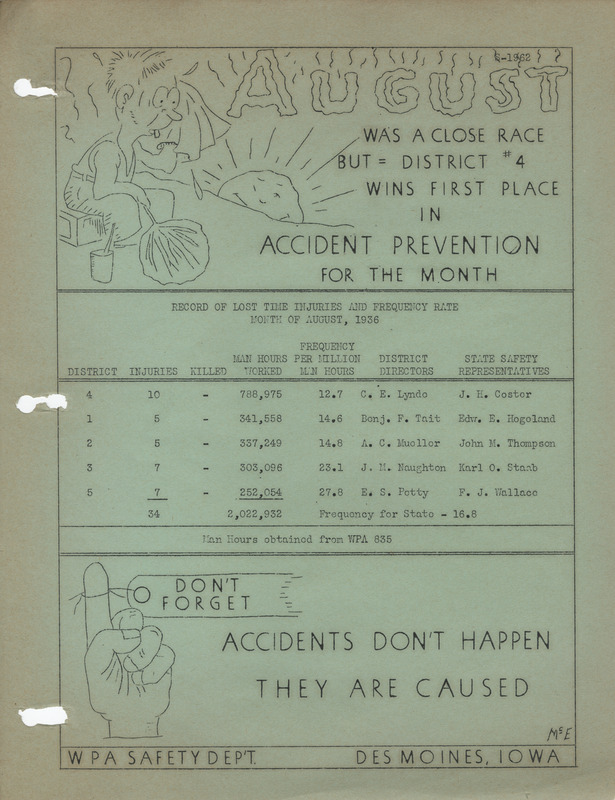 S-1962
AUGUST
WAS A CLOSE RACE
BUT = DISTRICT #4
WINS FIRST PLACE
IN
ACCIDENT PREVENTION
FOR THE MONTH
RECORD OF LOST TIME INJURIES AND FREQUENCY RATE
MONTH OF AUGUST, 1936
FREQUENCY
MAN HOURS PER MILLION DISTRICT STATE SAFETY
DISTRICT INJURIES KILLED WORKED MAN HOURS DIRECTORS REPRESENTATIVES
4 10 - 788,975 12.7 C. E. Lynde J. H. Coster
1 5 - 341,558 14.6 Benj. F. Tait Edw. E. Hogeland
2 5 - 337,249 14.8 A. C. Mueller John M. Thompson
3 7 - 303,096 23.1 J. M. Naughton Karl O. Staab
5 7 - 252,054 27.8 E. S. Petty F. J. Wallace
34 2,022,932 Frequency for State - 16.8
Man Hours obtained from WPA 835
DON'T
FORGET
ACCIDENTS DON'T HAPPEN
THEY ARE CAUSED
McE
WPA SAFETY DEP'T. DES MOINES, IOWA